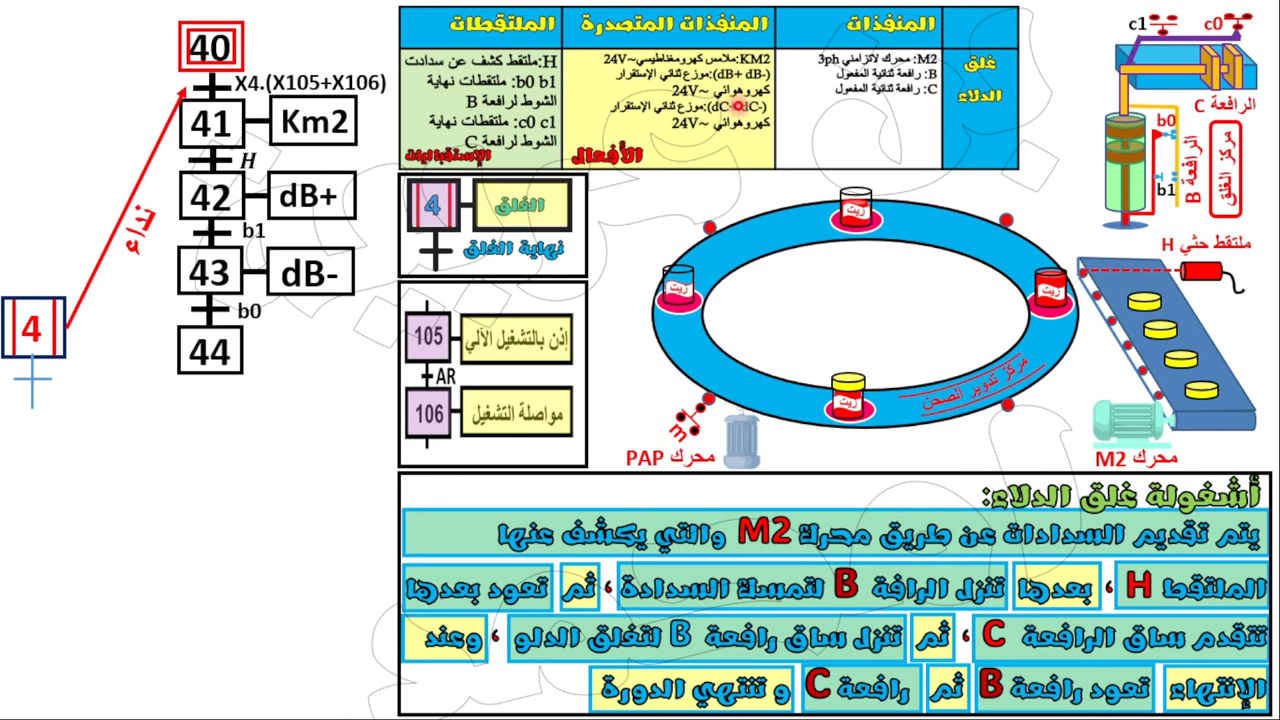 40
X4.(X105+X106)
41
Km2
H
42
dB+
b1
43
dB-
b0
44
4
نداء
الملتقطات
المنفذات المتصدرة
المنفذات
غلق
الدلاء
H:ملتقط كشف عن سدادت
b0 b1: ملتقطات نهاية
الشوط لرافعة B
c0 c1: ملتقطات نهاية
الشوط لرافعة C
الإستقباليات
KM2:ملامس كهرومغناطيسي~24V
(dB+ dB-):موزع ثنائي الإستقرار
كهروهوائي ~24V
(dC-):موزع ثنائي الإستقرار
كهروهوائي ~24V
الأفعال
M2: محرك لاتزامني 3ph
B: رافعة ثنائية المفعول
C: رافعة ثنائية المفعول
4
الغلق
نهاية الغلق
105
إذن بالتشغيل الآلي
AR
106
مواصلة التشغيل
c1
c0
الرافعة C
b0
b1
الرافعة B
مركز الغلق
ملتقط حثي H
زيت
زيت
زيت
زيت
مركز تدوير الصحن
m
محرك PAP
محرك M2
أشغولة غلق الدلاء:
يتم تقديم السدادات عن طريق محرك M2 والتي يكشف عنها
الملتقط H ، بعدها تنزل الرافة B لتمسك السدادة ، ثم تعود بعدها
تتقدم ساق الرافعة C ، ثم تنزل ساق رافعة B لتغلق الدلو ، وعند
الإنتهاء تعود رافعة B ثم رافعة C و تنتهي الدورة